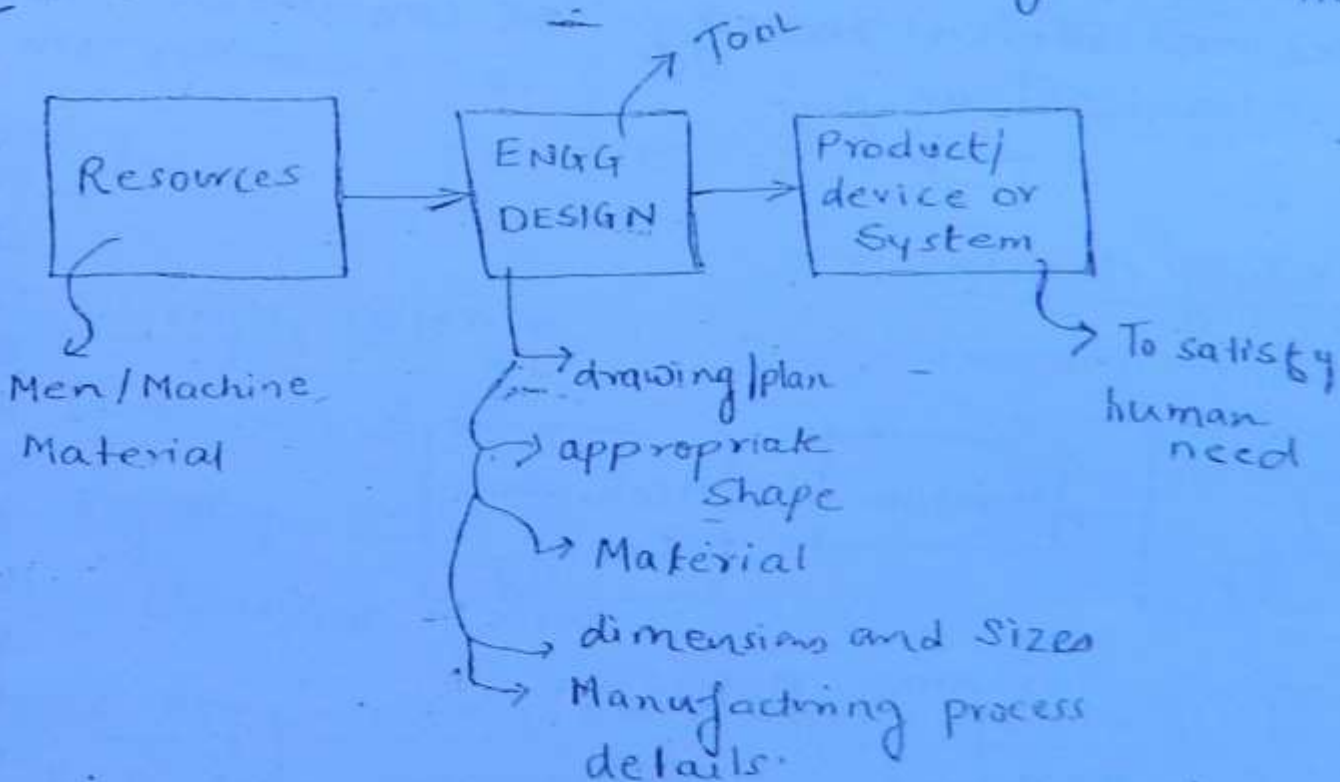 Tool
Resources
ENGG
DESIGN
Product/
device or
System
Men/Machine
Material
To satisfy
human
need
drawing/plan
appropriate
shape
Material
dimensions and Sizes
Manufacturing process
details.